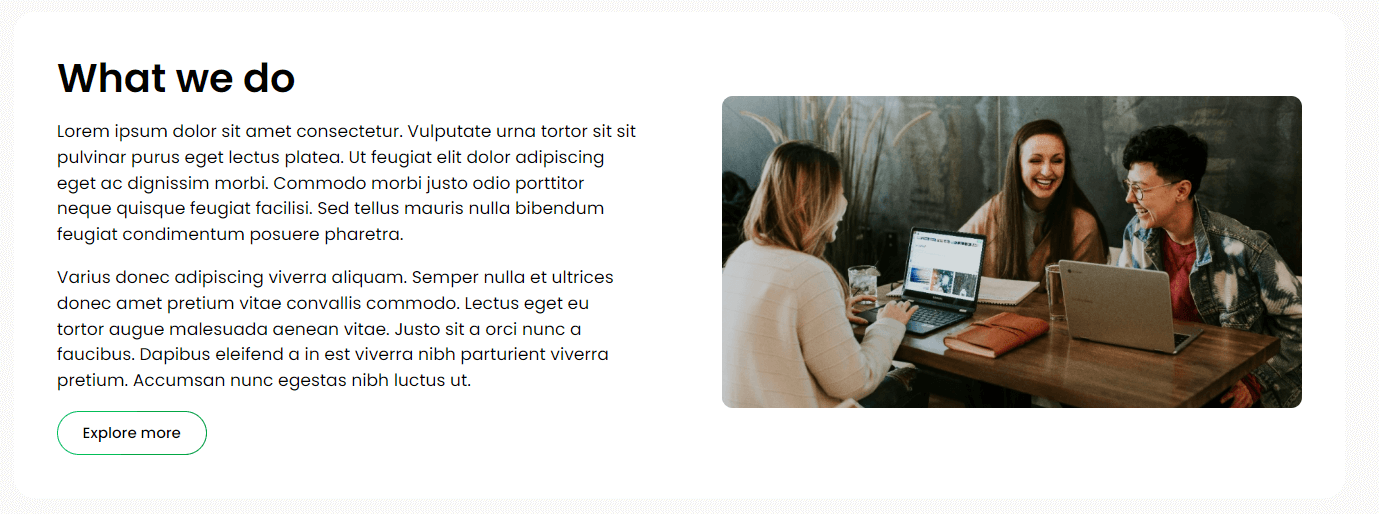 What we do
Lorem ipsum dolor sit amet consectetur. Vulputate urna tortor sit sit
pulvinar purus eget lectus platea. Ut feugiat elit dolor adipiscing
eget ac dignissim morbi. Commodo morbi justo odio porttitor
neque quisque feugiat facilisi. Sed tellus mauris nulla bibendum
feugiat condimentum posuere pharetra.
Varius donec adipiscing viverra aliquam. Semper nulla et ultrices
donec amet pretium vitae convallis commodo. Lectus eget eu
tortor augue malesuada aenean vitae. Justo sit a orci nunc a
faucibus. Dapibus eleifend a in est viverra nibh parturient viverra
pretium. Accumsan nunc egestas nibh luctus ut.
Explore more